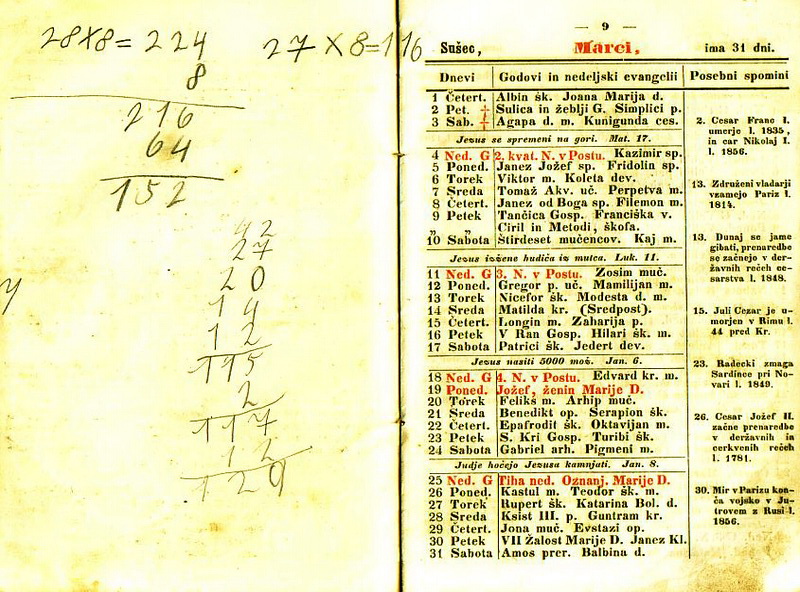 28×8= 224
8
216
64
152
27 × 8=
42
27
20
12
115
2
117
12
129
— 9 —
Sušec, Marci, ima 31 dni.
Dnevi Godovi in nedeljski evangelii Posebni spomini
1 Četert. Albin šk. Joana Marija d.
2 Pet. ‡ Sulica in žeblji G. Simplici p.
3 Sab. ‡ Agapa d. m. Kunigunda ces.
Jezus se spremeni na gori. Mat. 17.
4 Ned. G 2. kvat. N. v Postu. Kazimir sp.
5 Poned. Janez Jožef sp. Fridolin sp.
6 Torek Viktor m. Koleta dev.
7 Sreda Tomaž Akv. uč. Perpetva m.
8 Četert. Janez od Boga sp. Filemon m.
9 Petek Tančica Gosp. Franciška v.
„ „ Ciril in Metodi, škofa.
10 Sabota Štirdeset mučencov. Kaj m.
Jezus izžene hudiča iz mutca. Luk. 11.
11 Ned. G 3. N. v Postu. Zosim muč.
12 Poned. Gregor p. uč. Mamilijan m.
13 Torek Nicefor šk. Modesta d. m.
14 Sreda Matilda kr. (Sredpost).
15 Četert. Longin m. Zaharija p.
16 Petek V Ran Gosp. Hilari šk. m.
17 Sabota Patrici šk. Jedert dev.
Jezus nasiti 5000 mož. Jan. 6.
18 Ned. G 4. N. v Postu. Edvard kr. m.
19 Poned. Jožef, ženin Marije D.
20 Torek Feliks m. Arhip muč.
21 Sreda Benedikt op. Serapion šk.
22 Četert. Epafrodit šk. Oktavijan m.
23 Petek S. Kri Gosp. Turibi šk.
24 Sabota Gabriel arh. Pigmeni m.
Judje hočejo Jezusa kamnjati. Jan. 8.
25 Ned. G Tiha ned. Oznanj. Marije D.
26 Poned. Kastul m. Teodor šk. m.
27 Torek Rupert šk. Katarina Bol. d.
28 Sreda Ksist III. p. Guntram kr.
29 Četert. Jona muč. Evstazi op.
30 Petek VII Žalost Marije D. Janez Kl.
31 Sabota Amos prer. Balbina d.
2. Cesar Franc I.
umerje l. 1835,
in car Nikolaj I.
l. 1856.
13. Združeni vladarji
vzamejo Pariz l.
1814.
13. Dunaj se jame
gibati, prenaredbe
se začnejo v der-
žavnih rečeh ce-
sarstva l. 1848.
15. Juli Cezar je u-
morjen v Rimu l.
44 pred Kr.
23. Radecki zmaga
Sardince pri No-
vari l. 1849.
26. Cesar Jožef II.
začne prenaredbe
v deržavnih in
cerkvenih rečeh
l. 1781.
30. Mir v Parizu kon-
ča vojsko v Ju-
trovem z Rusi l.
1856.